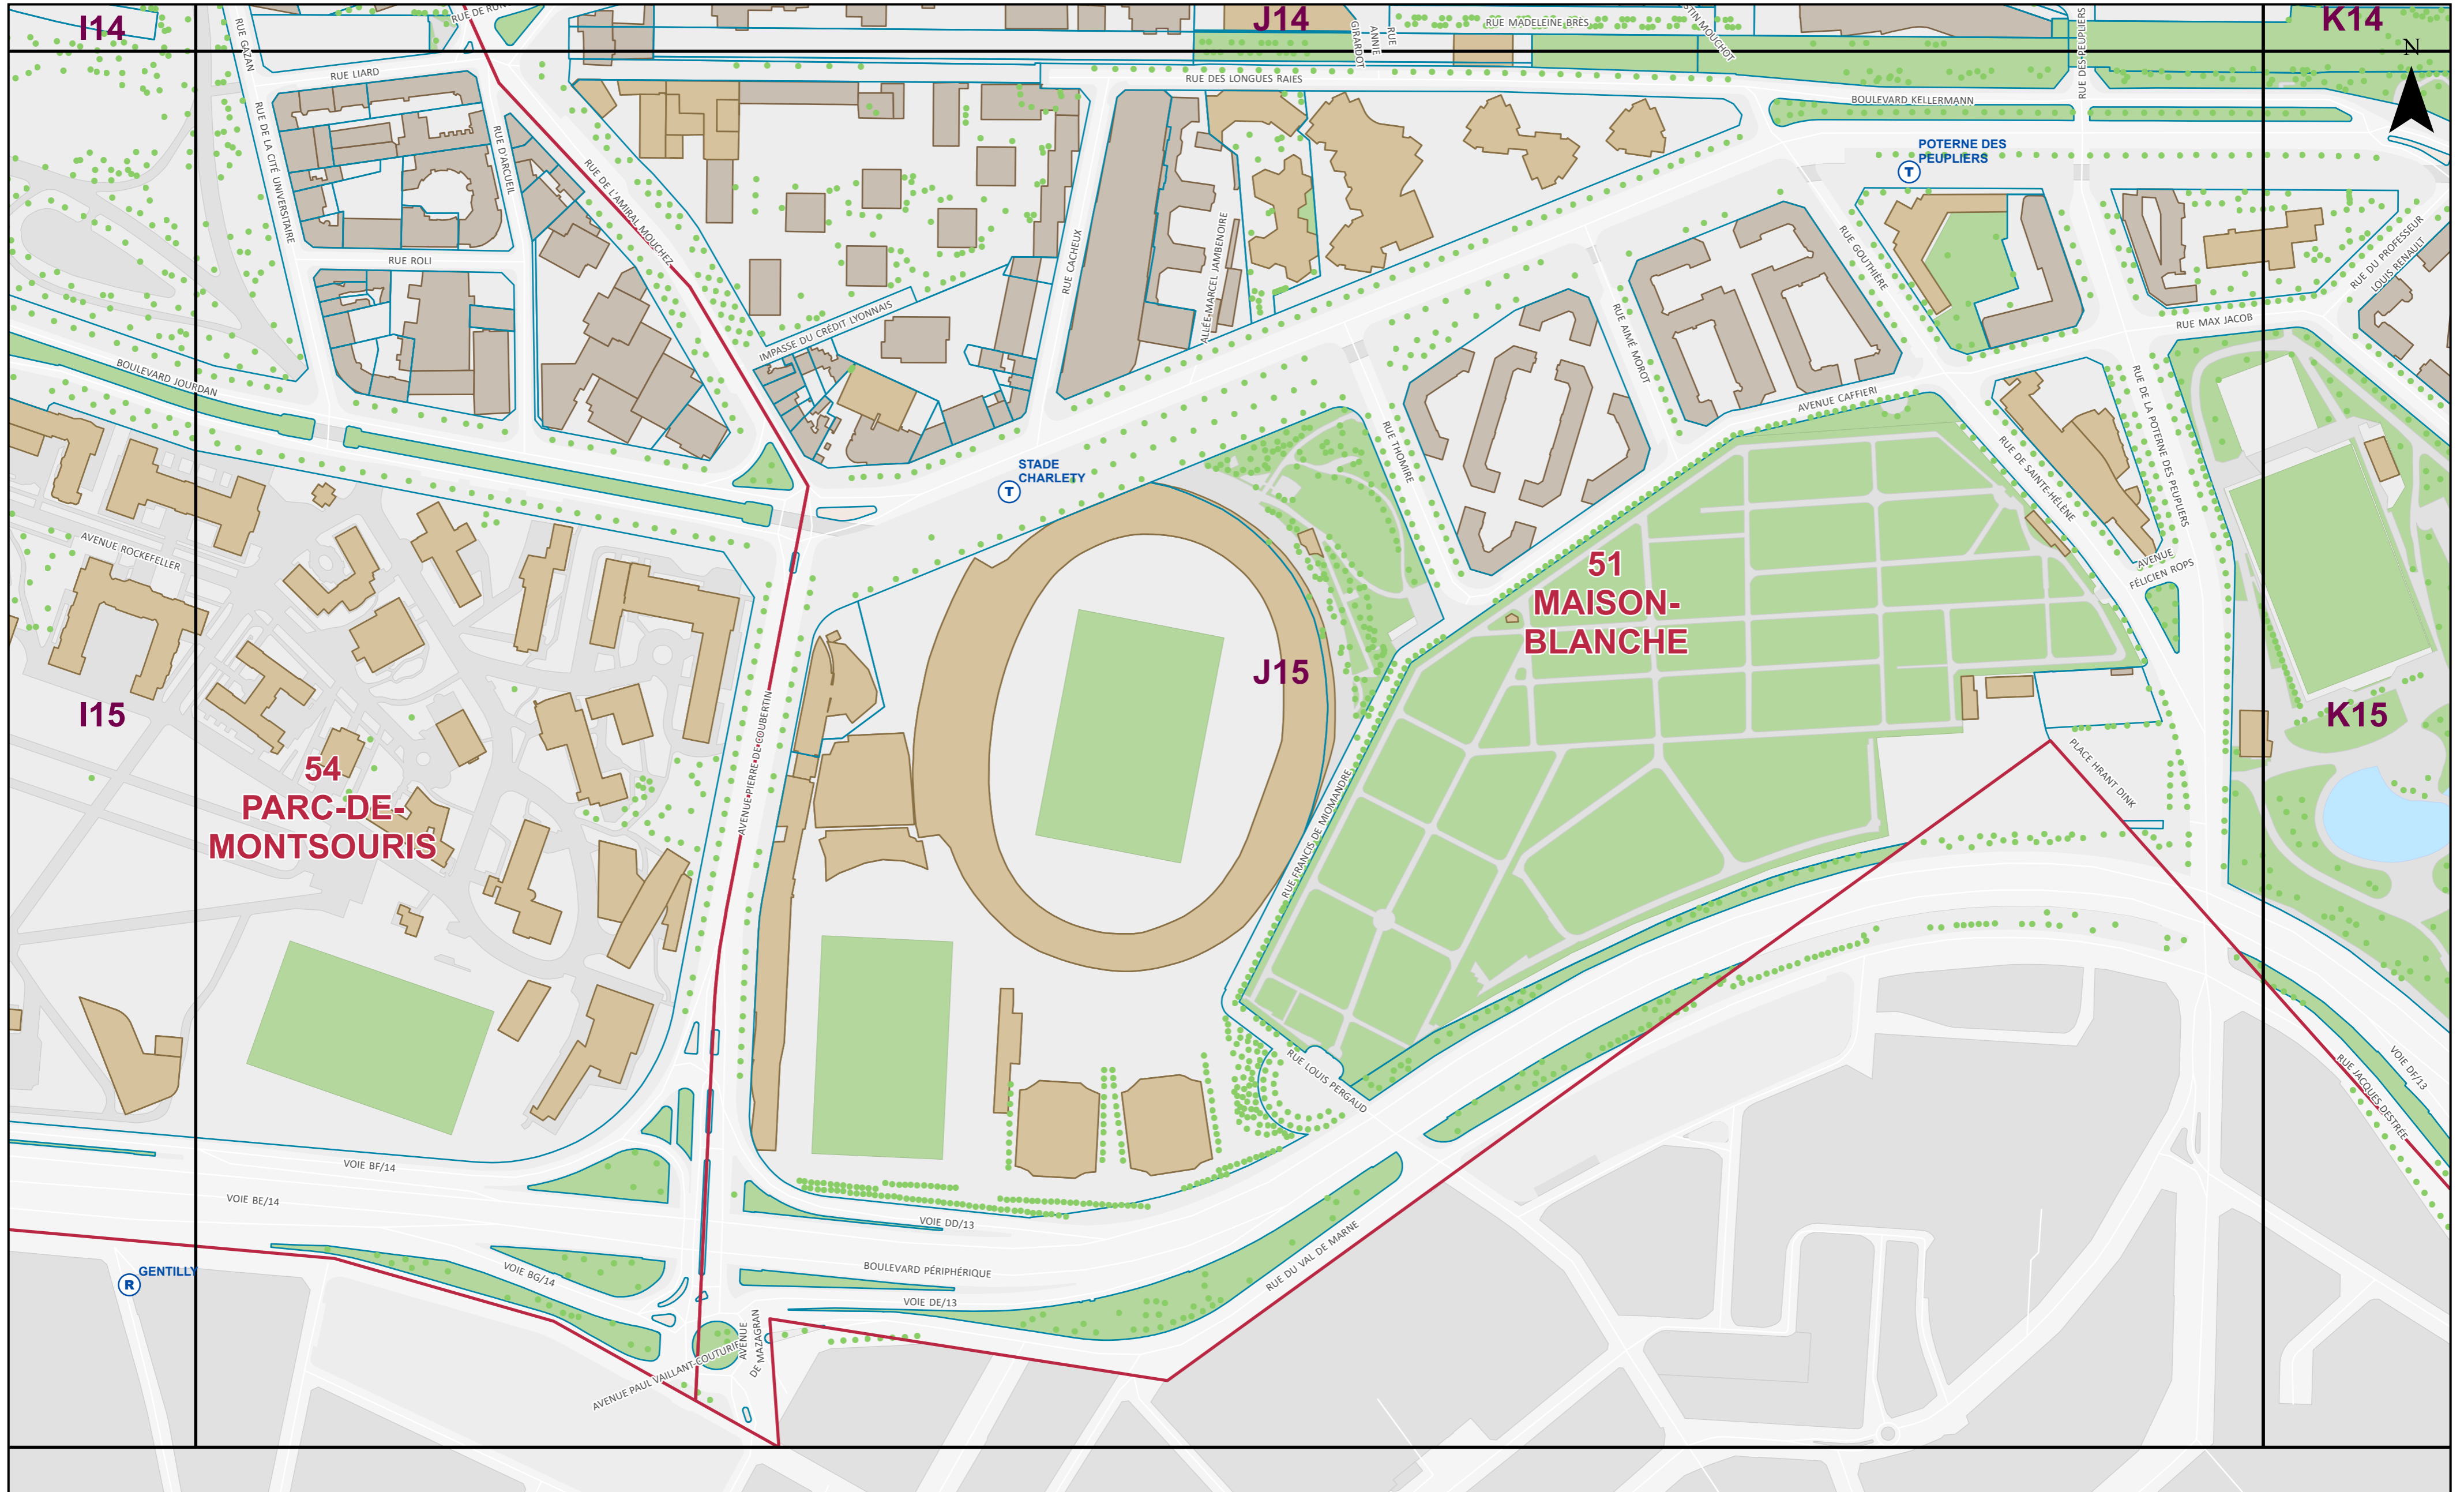 I14
J14
K14
N
RUE GAZAN
RUE MADELEINE BRES
RUE
ANNIE
GIRARDOT
RUE DES PEUPLIERS
RUE LIARD
RUE DES LONGUES RAIES
BOULEVARD KELLERMANN
POTERNE DES
PEUPLIERS
T
RUE DE LA CITÉ UNIVERSITAIRE
RUE D'ARCUEIL
RUE DE L'AMIRAL MOUCHEZ
RUE ROLI
RUE CACHEUX
ALLÉE MARCEL JAMBENOIRE
IMPASSE DU CRÉDIT LYONNAIS
RUE GOUTHIÈRE
RUE AIMÉ MOROT
RUE DU PROFESSEUR
LOUIS RENAULT
RUE MAX JACOB
BOULEVARD JOURDAN
AVENUE CAFFIERI
RUE THOMIRE
RUE DE SAINTE-HÉLÈNE
RUE DE LA POTERNE DES PEUPLIERS
STADE
CHARLETY
T
AVENUE ROCKEFELLER
AVENUE
FÉLICIEN ROPS
51
MAISON-
BLANCHE
J15
I15
K15
54
PARC-DE-
MONTSOURIS
AVENUE PIERRE DE COUBERTIN
RUE FRANCIS DE MIOMANDRE
PLACE HRANT DINK
RUE LOUIS PERGAUD
VOIE DF/13
RUE JACQUES DESTRÉE
VOIE BF/14
VOIE BE/14
VOIE DD/13
BOULEVARD PÉRIPHÉRIQUE
VOIE BG/14
VOIE DE/13
RUE DU VAL DE MARNE
R
GENTILLY
AVENUE
DE MAZAGRAN
AVENUE PAUL VAILLANT-COUTURIER